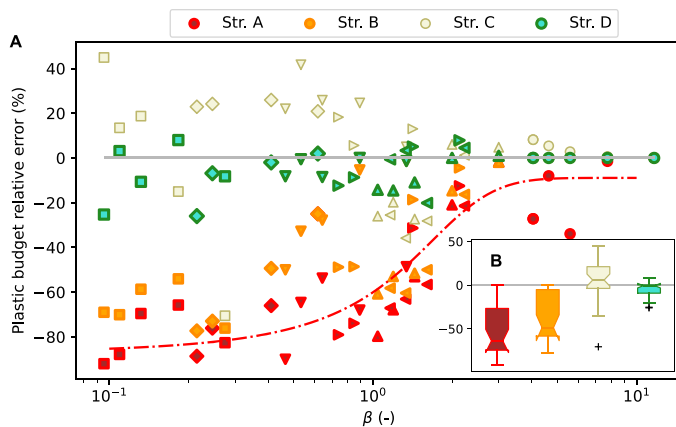 Str. A Str. B Str. C Str. D
A
Plastic budget relative error (%)
40
20
0
−20
−40
−60
−80
B
50
0
−50
10⁻¹ 10⁰ 10¹
β (-)